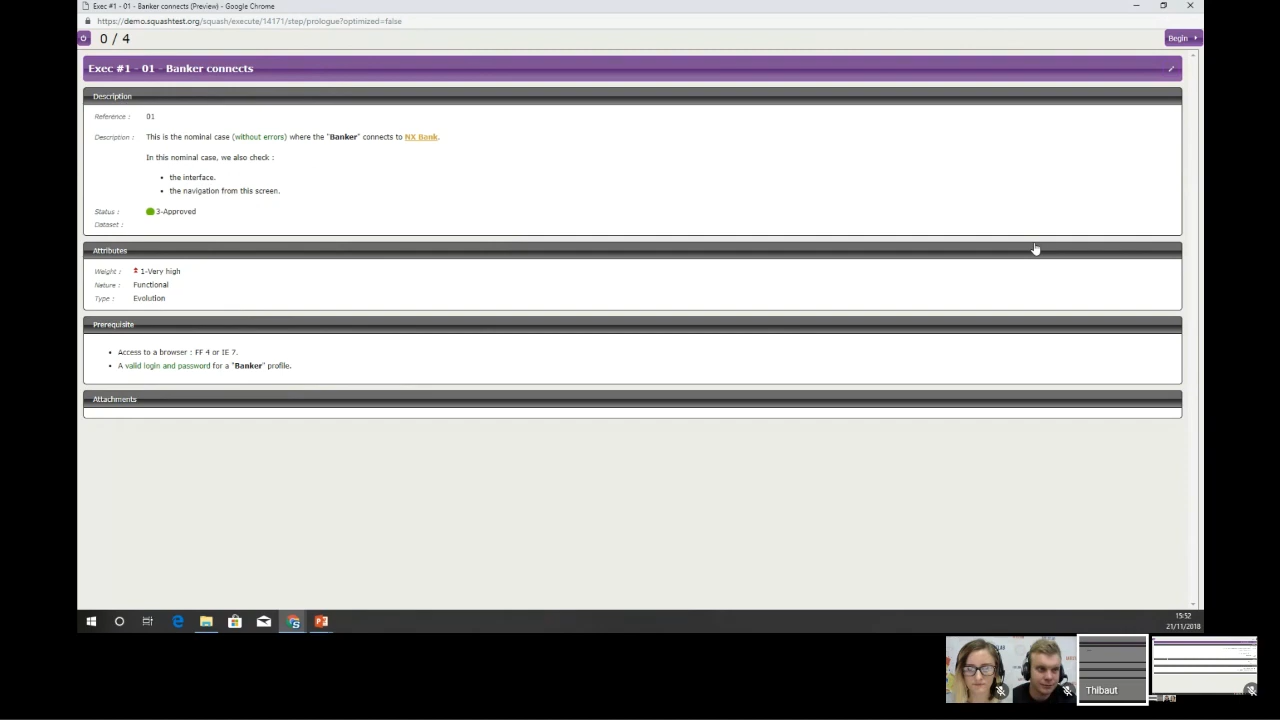 Exec #1 - 01 - Banker connects (Preview) - Google Chrome
https://demo.squashtest.org/squash/execute/14171/step/prologue?optimized=false
0 / 4
Begin
Exec #1 - 01 - Banker connects
Description
Reference : 01
Description : This is the nominal case (without errors) where the "Banker" connects to NX Bank.
In this nominal case, we also check :
• the interface.
• the navigation from this screen.
Status : 3-Approved
Dataset :
Attributes
Weight : 1-Very high
Nature : Functional
Type : Evolution
Prerequisite
• Access to a browser : FF 4 or IE 7.
• A valid login and password for a "Banker" profile.
Attachments
15:52
21/11/2018
Thibaut